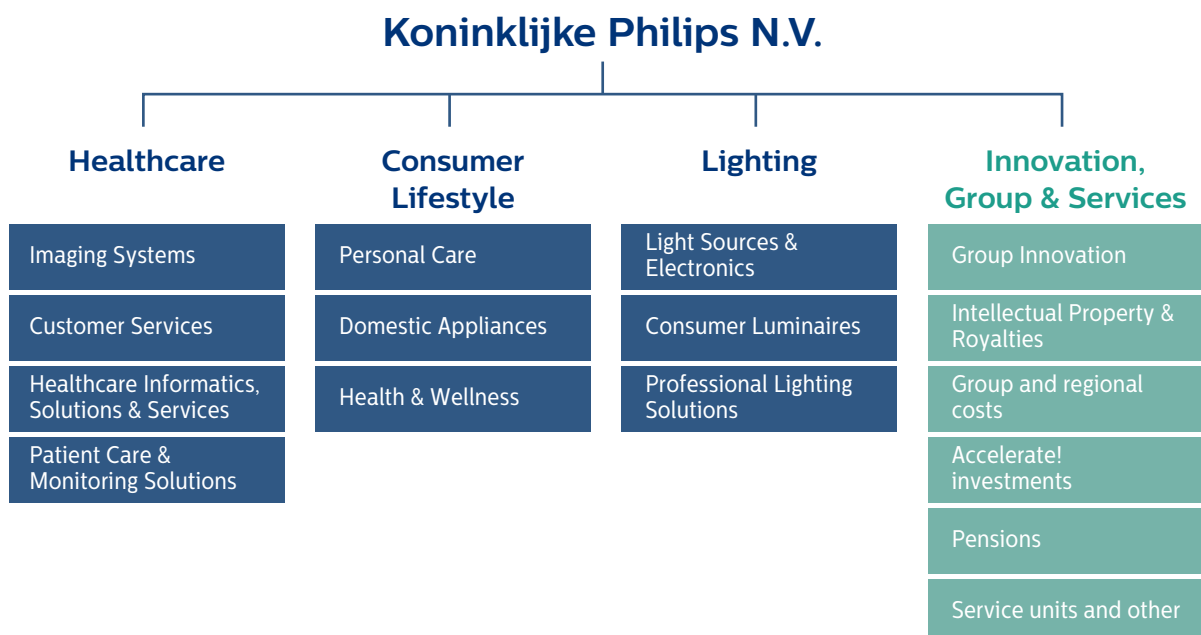 Koninklijke Philips N.V.
Healthcare
Imaging Systems
Customer Services
Healthcare Informatics,
Solutions & Services
Patient Care &
Monitoring Solutions
Consumer
Lifestyle
Personal Care
Domestic Appliances
Health & Wellness
Lighting
Light Sources &
Electronics
Consumer Luminaires
Professional Lighting
Solutions
Innovation,
Group & Services
Group Innovation
Intellectual Property &
Royalties
Group and regional
costs
Accelerate!
investments
Pensions
Service units and other